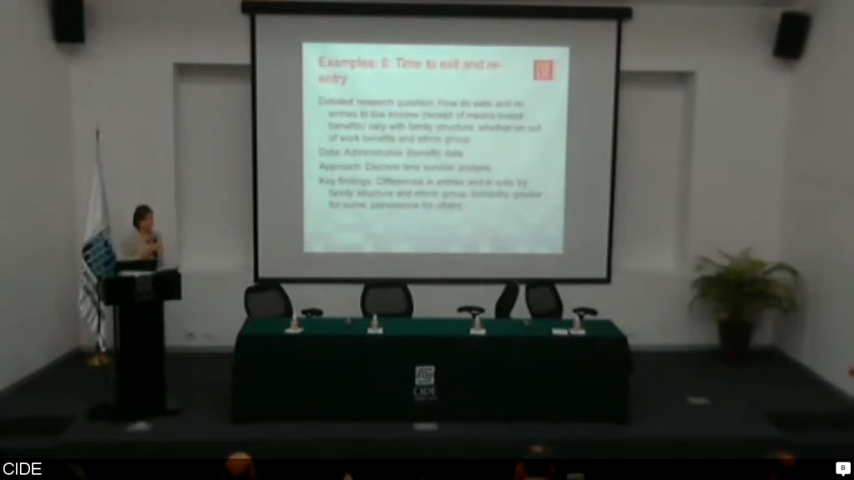 Examples: 6: Time to exit and re-
entry
Detailed research question: How do exits and re-
entries to low income (receipt of means-tested
benefits) vary with family structure, whether on out
of work benefits and ethnic group
Data: Administrative (benefit) data
Approach: Discrete time survival analysis
Key findings: Differences in entries and in exits by
family structure and ethnic group. Instability greater
for some, persistence for others.
CIDE
CIDE